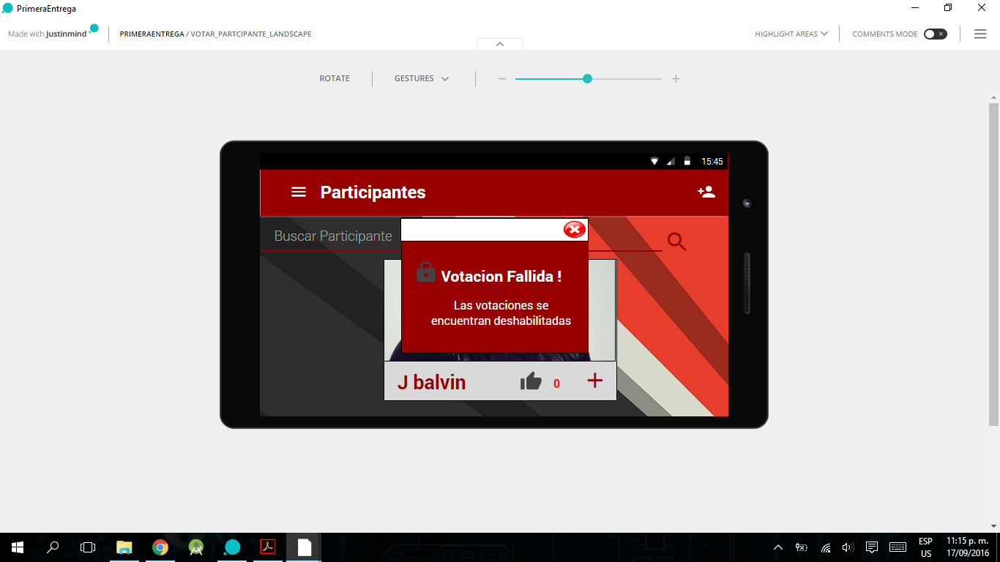 PrimeraEntrega
Made with Justinmind
PRIMERAENTREGA / VOTAR_PARTCIPANTE_LANDSCAPE
HIGHLIGHT AREAS
COMMENTS MODE
ROTATE
GESTURES
15:45
Participantes
Buscar Participante
Votacion Fallida !
Las votaciones se
encuentran deshabilitadas
J balvin
0
ESP
US
11:15 p. m.
17/09/2016